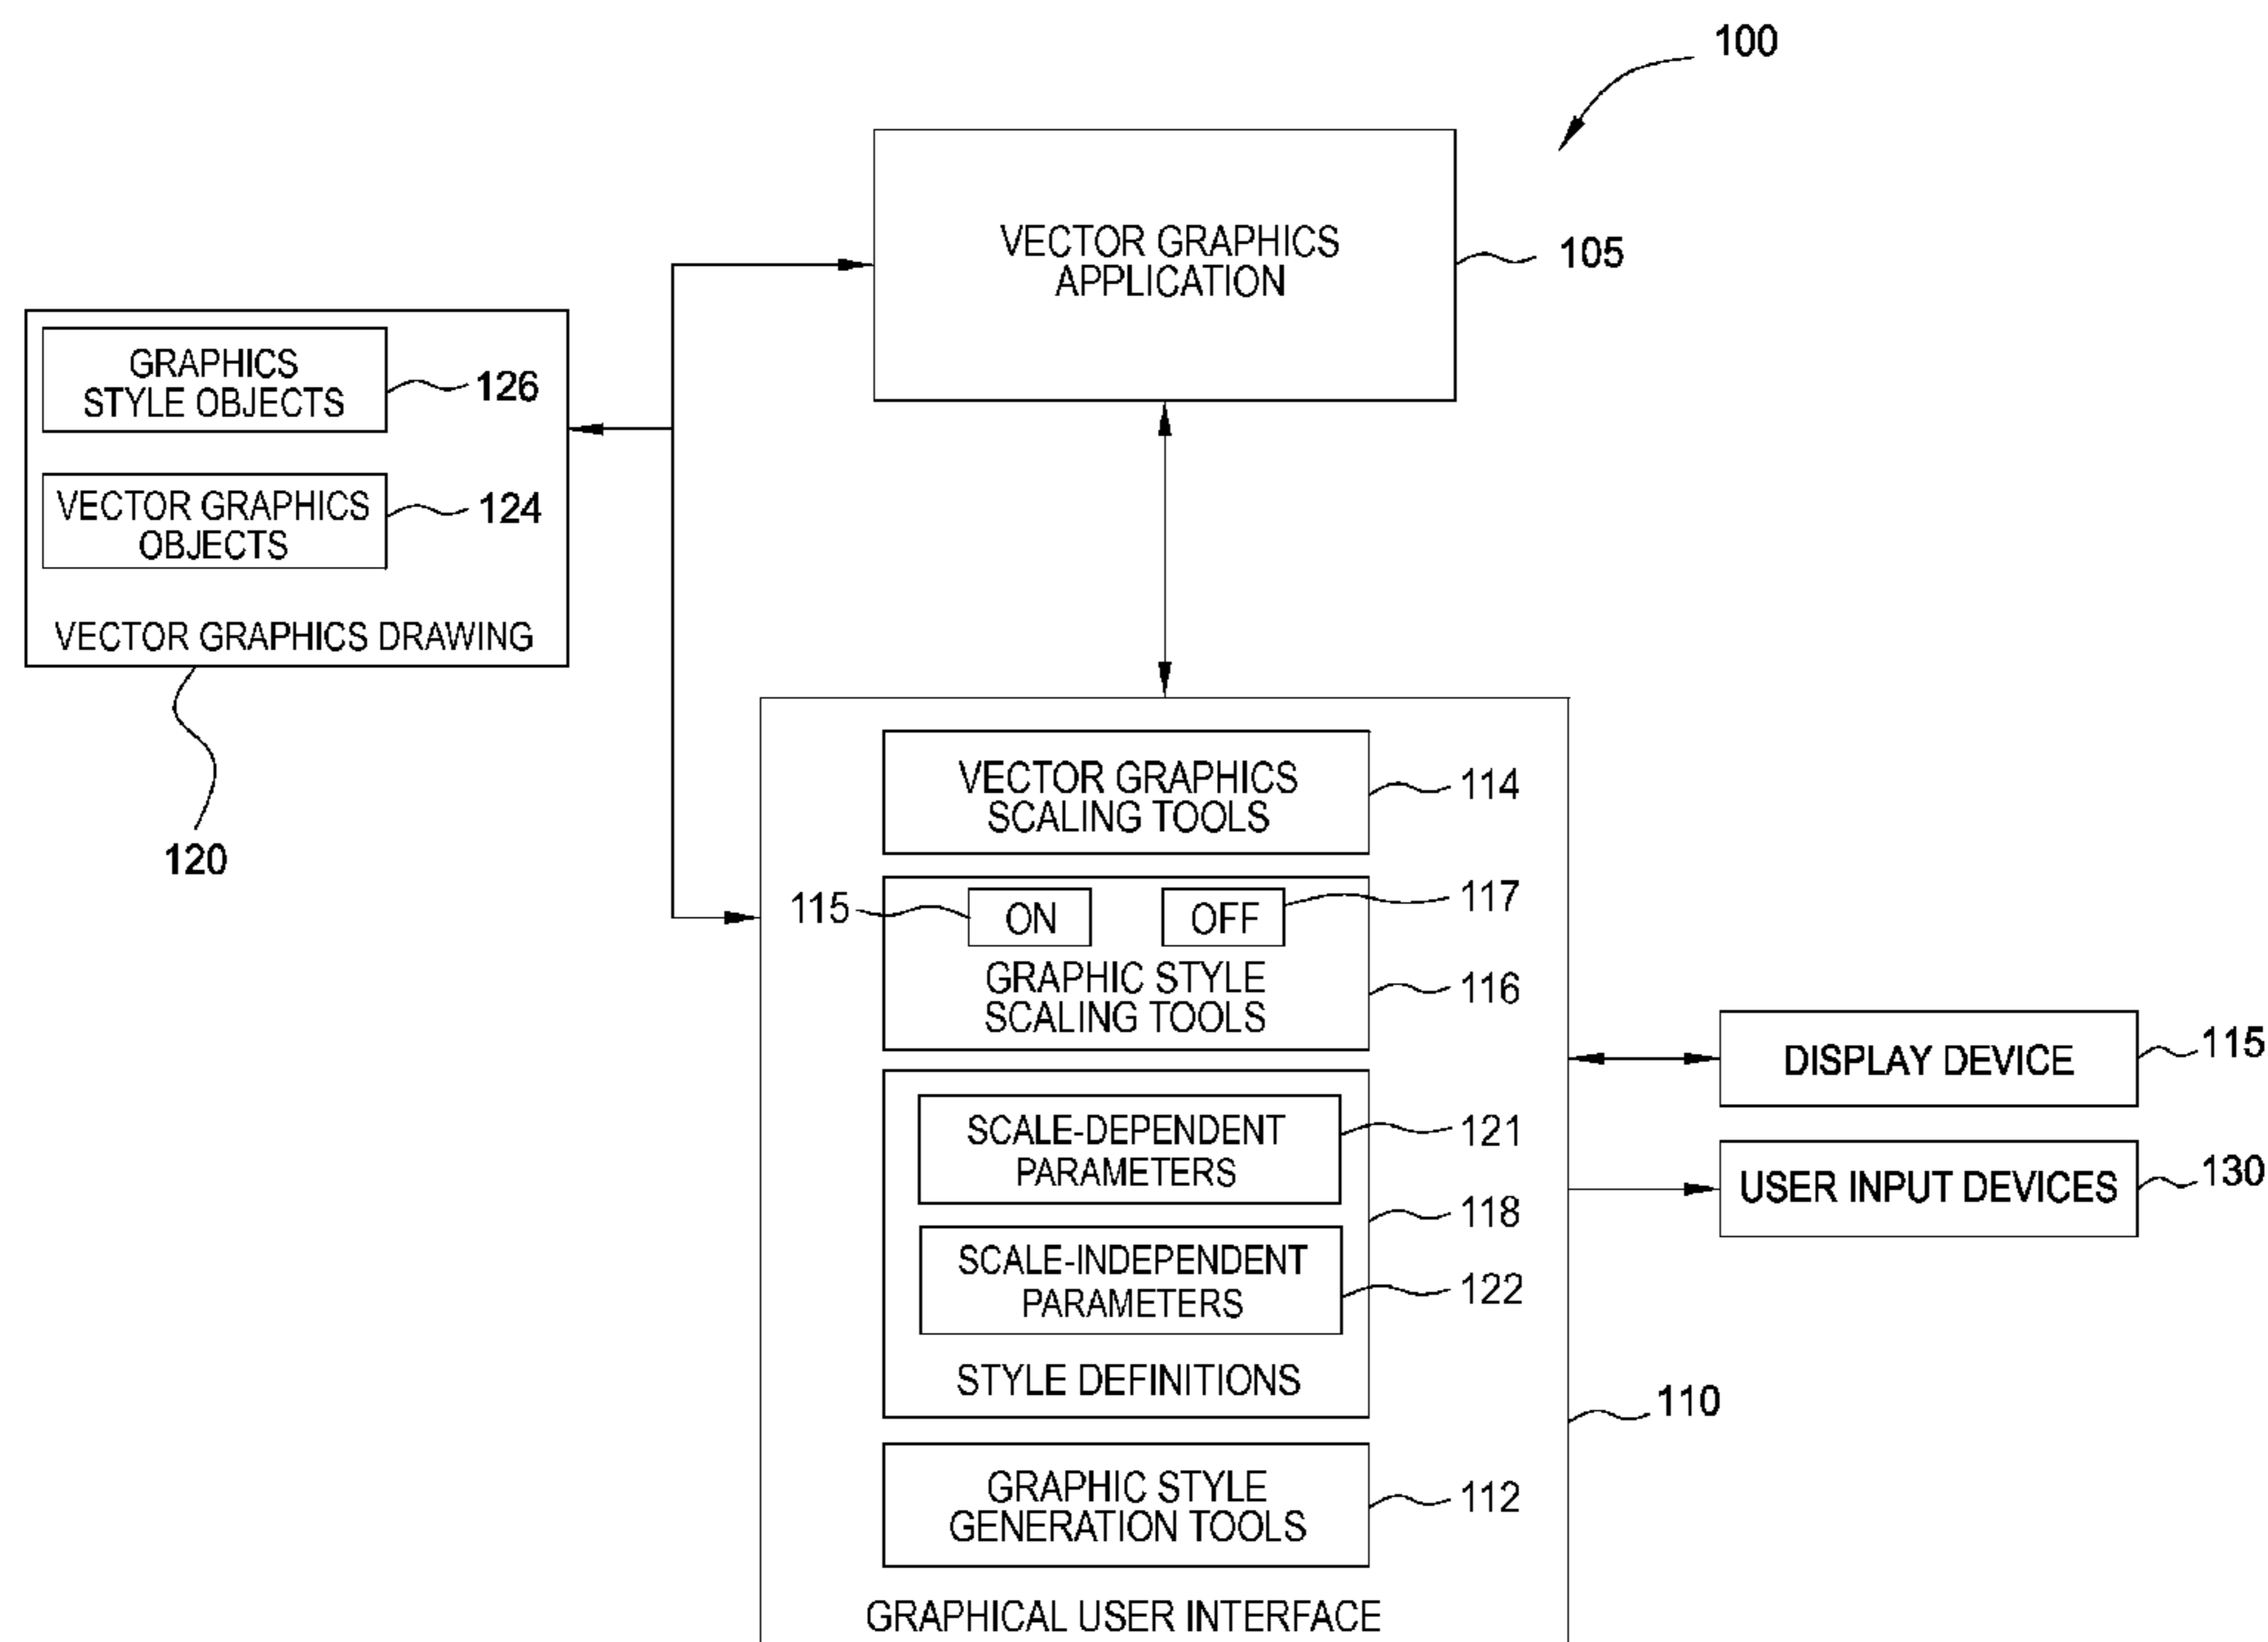 100
VECTOR GRAPHICS
APPLICATION
105
GRAPHICS
STYLE OBJECTS
126
VECTOR GRAPHICS
OBJECTS
124
VECTOR GRAPHICS DRAWING
120
VECTOR GRAPHICS
SCALING TOOLS
114
115
ON
OFF
117
GRAPHIC STYLE
SCALING TOOLS
116
SCALE-DEPENDENT
PARAMETERS
121
118
SCALE-INDEPENDENT
PARAMETERS
122
STYLE DEFINITIONS
GRAPHIC STYLE
GENERATION TOOLS
112
GRAPHICAL USER INTERFACE
110
DISPLAY DEVICE
115
USER INPUT DEVICES
130